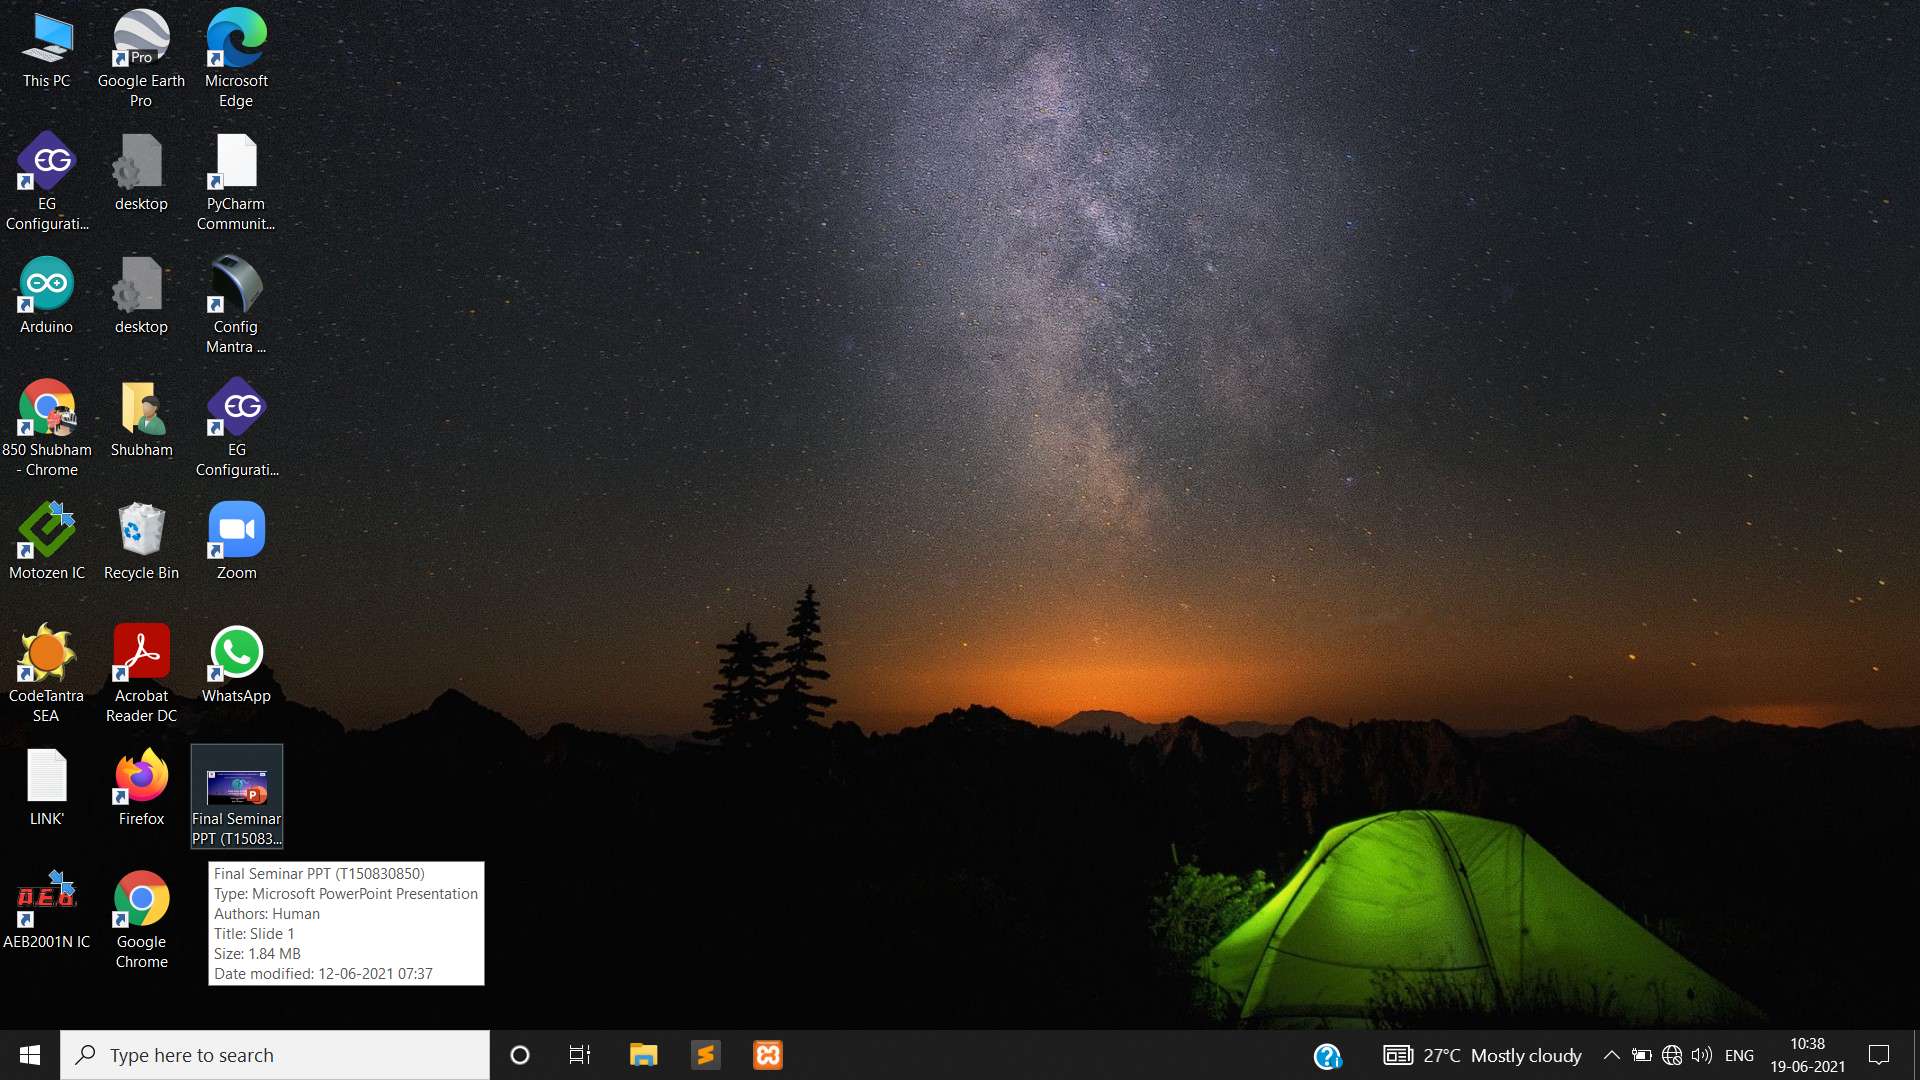 This PC
Pro
Google Earth
Pro
Microsoft
Edge
EG
EG
Configurati...
desktop
PyCharm
Communit...
Arduino
desktop
Config
Mantra ...
850 Shubham
- Chrome
Shubham
EG
EG
Configurati...
Motozen IC
Recycle Bin
Zoom
CodeTantra
SEA
Acrobat
Reader DC
WhatsApp
LINK'
Firefox
P
Final Seminar
PPT (T15083...
A.E.B.
AEB2001N IC
Google
Chrome
Final Seminar PPT (T150830850)
Type: Microsoft PowerPoint Presentation
Authors: Human
Title: Slide 1
Size: 1.84 MB
Date modified: 12-06-2021 07:37
Type here to search
27°C Mostly cloudy
ENG
10:38
19-06-2021